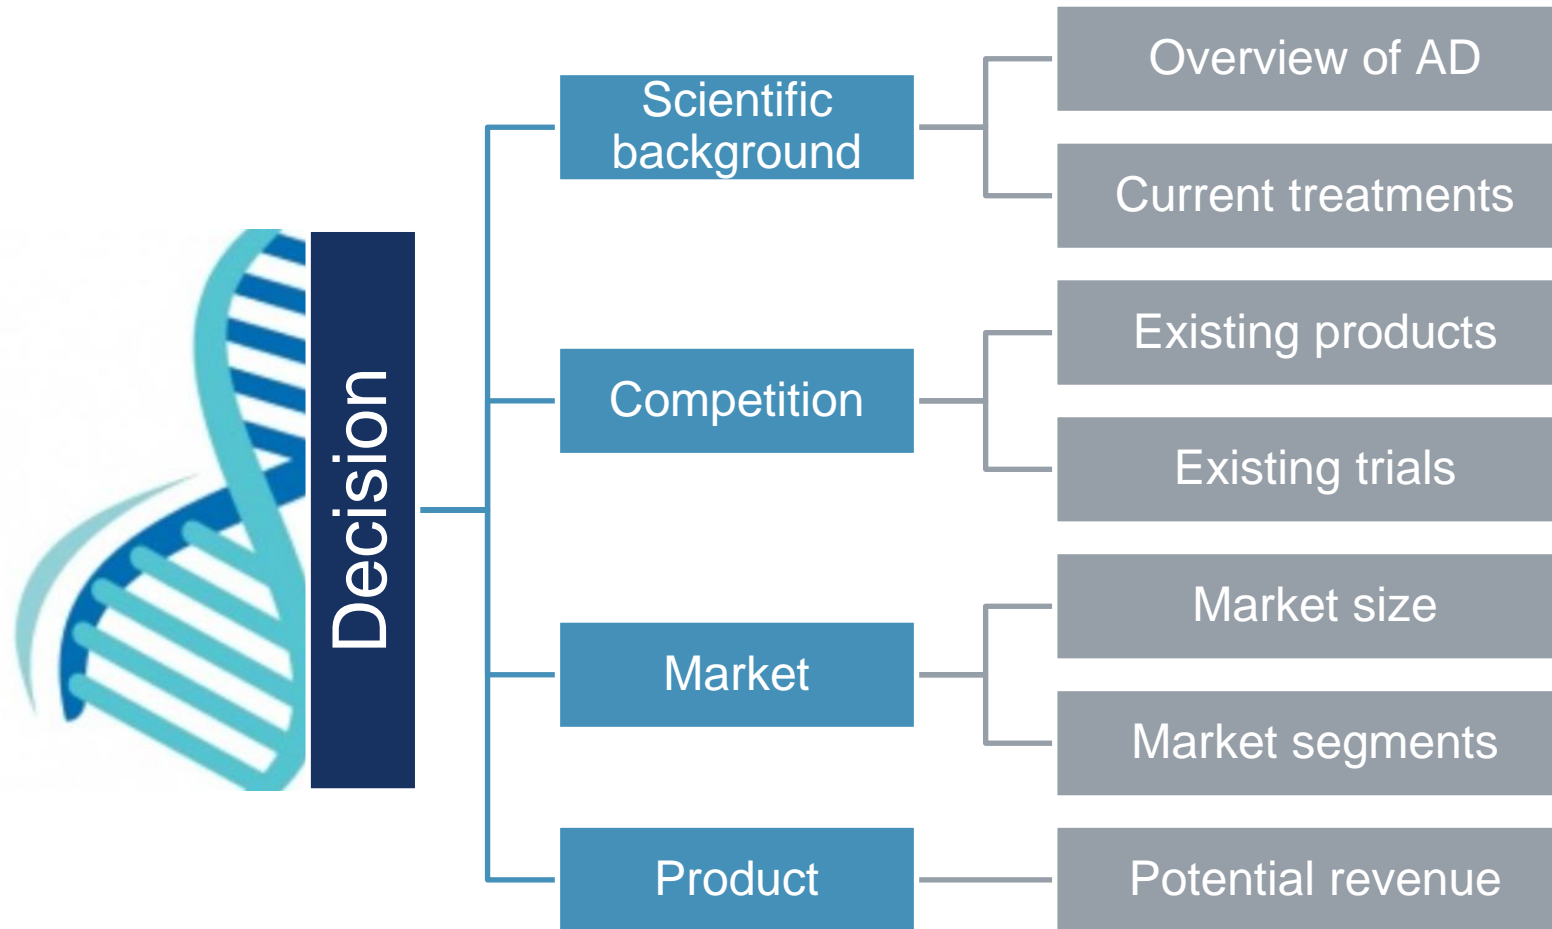 Decision
Scientific
background
Overview of AD
Current treatments
Competition
Existing products
Existing trials
Market
Market size
Market segments
Product
Potential revenue